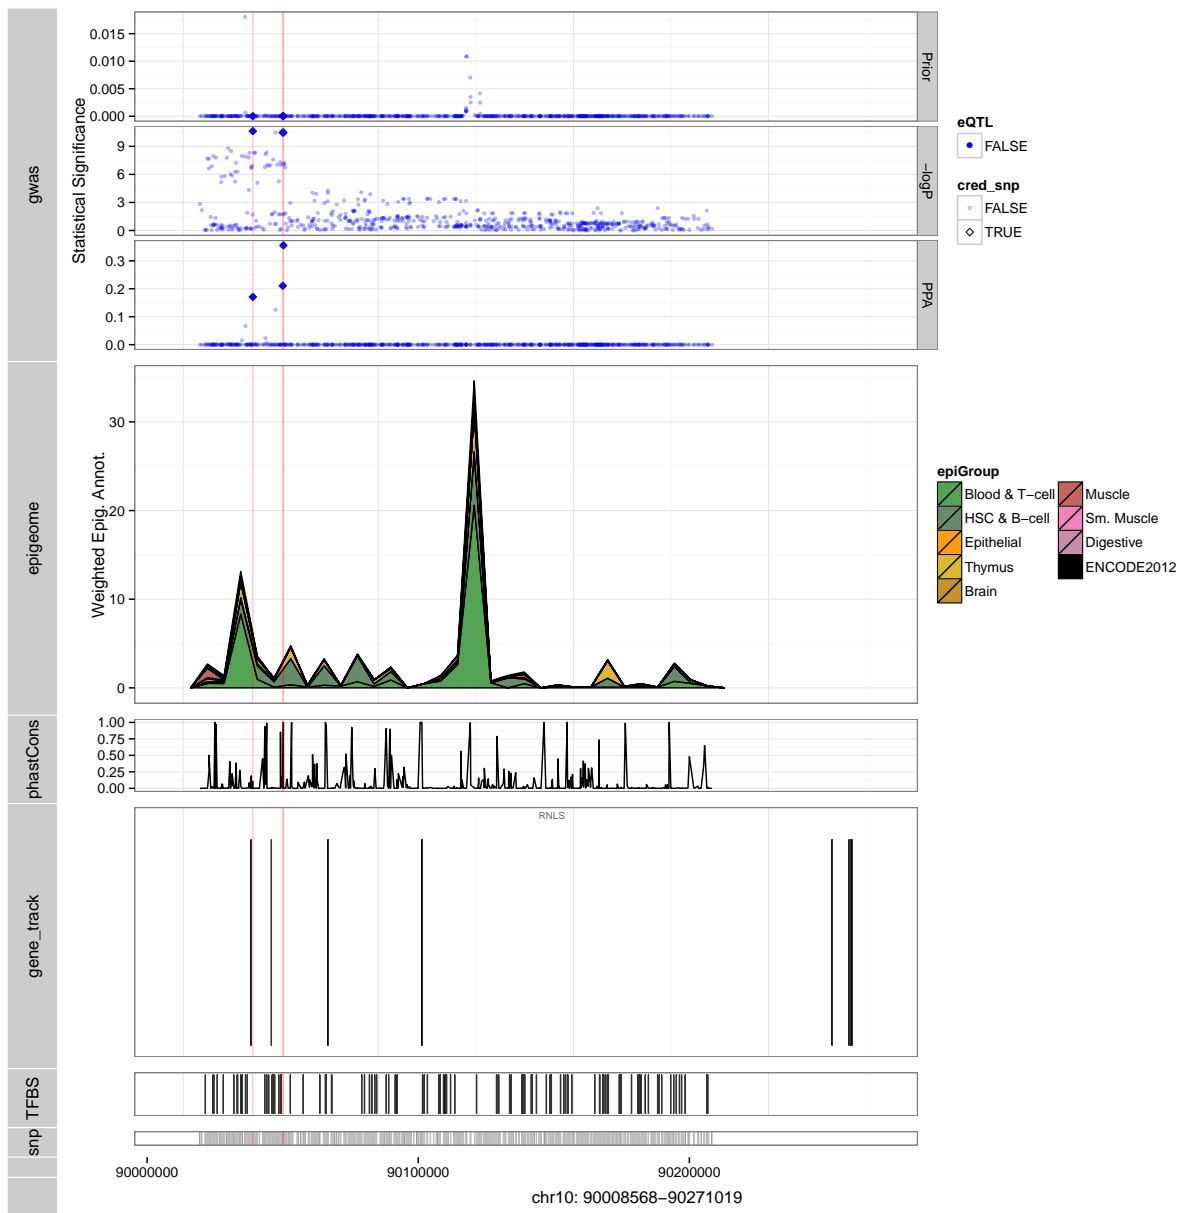 gwas
Statistical Significance
0.015
0.010
0.005
0.000
Prior
9
6
3
0
−logP
0.3
0.2
0.1
0.0
PPA
eQTL
FALSE
cred_snp
FALSE
TRUE
epigeome
Weighted Epig. Annot.
30
20
10
0
epiGroup
Blood & T−cell
HSC & B−cell
Epithelial
Thymus
Brain
Muscle
Sm. Muscle
Digestive
ENCODE2012
phastCons
1.00
0.75
0.50
0.25
0.00
gene_track
RNLS
TFBS
snp
90000000 90100000 90200000
chr10: 90008568−90271019